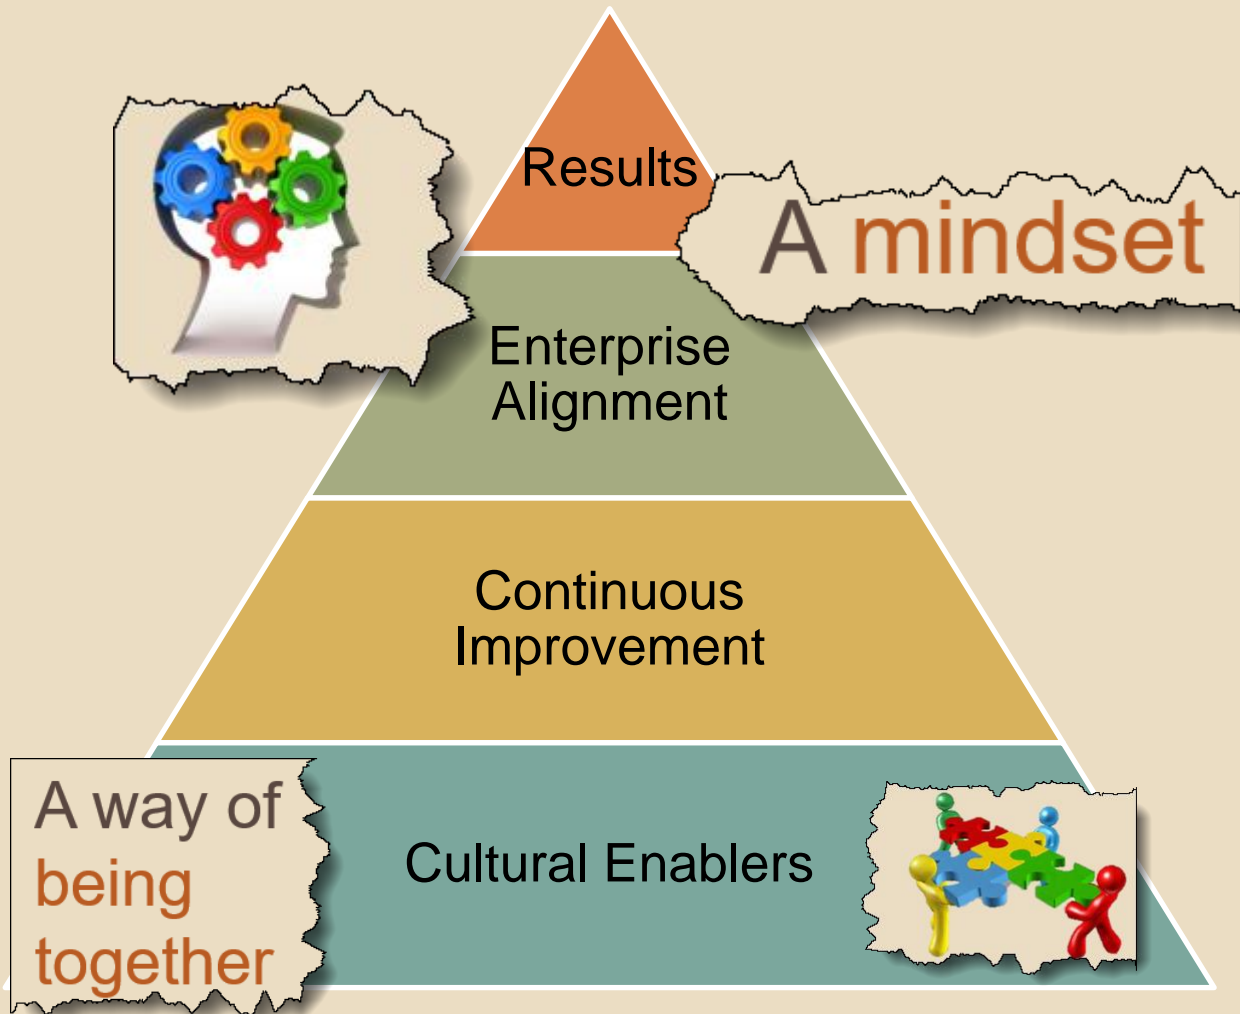 Results
A mindset
Enterprise
Alignment
Continuous
Improvement
A way of
being
together
Cultural Enablers